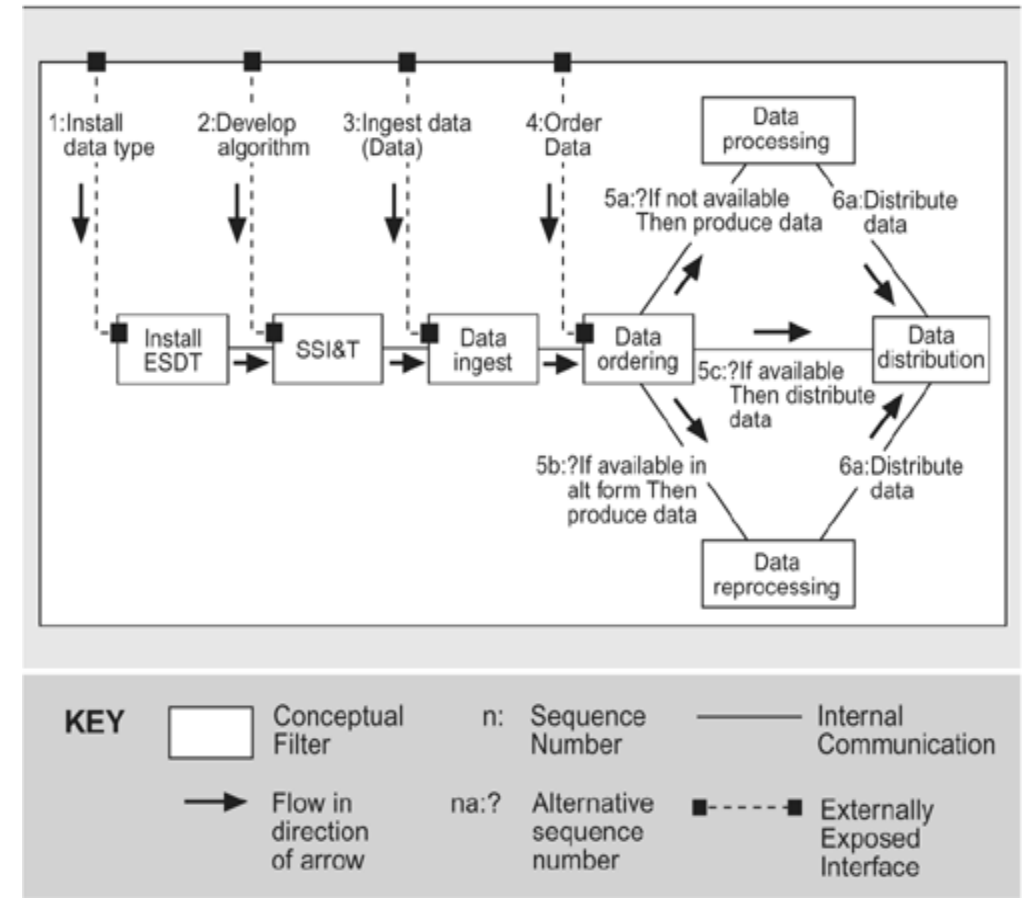 1:Install
data type
2:Develop
algorithm
3:Ingest data
(Data)
4:Order
Data
Data
processing
5a:?If not available
Then produce data
6a:Distribute
data
Install
ESDT
SSI&T
Data
ingest
Data
ordering
Data
distribution
5c:?If available
Then distribute
data
5b:?If available in
alt form Then
produce data
6a:Distribute
data
Data
reprocessing
KEY
Conceptual
Filter
n:
Sequence
Number
Internal
Communication
Flow in
direction
of arrow
na:?
Alternative
sequence
number
Externally
Exposed
Interface